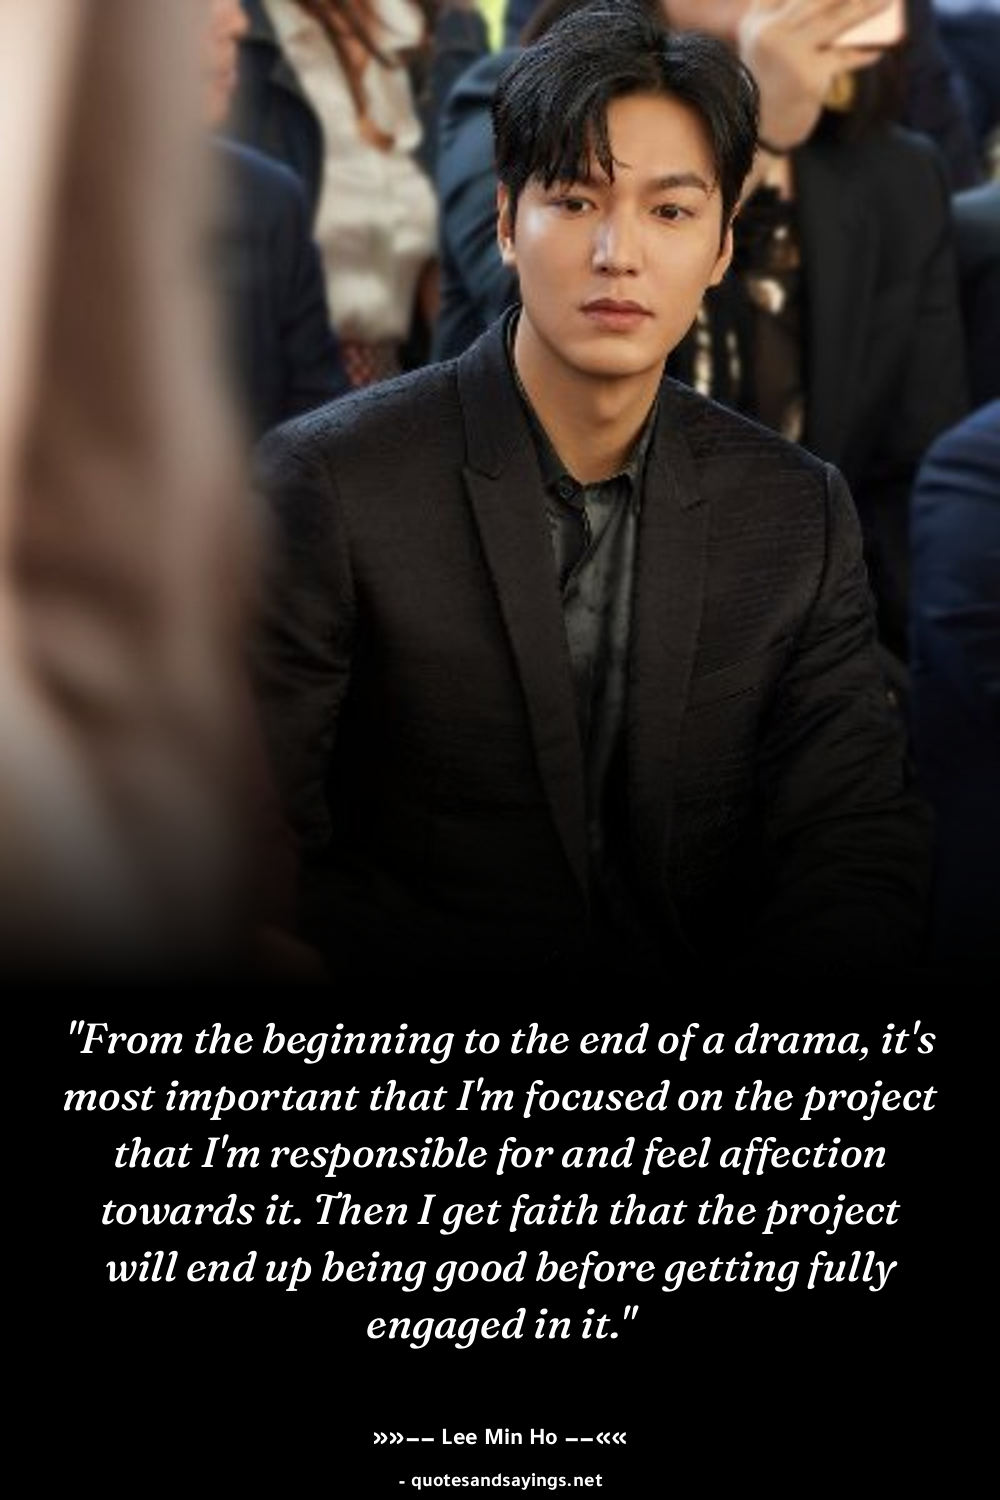 "From the beginning to the end of a drama, it's
most important that I'm focused on the project
that I'm responsible for and feel affection
towards it. Then I get faith that the project
will end up being good before getting fully
engaged in it."
»»–– Lee Min Ho ––««
- quotesandsayings.net